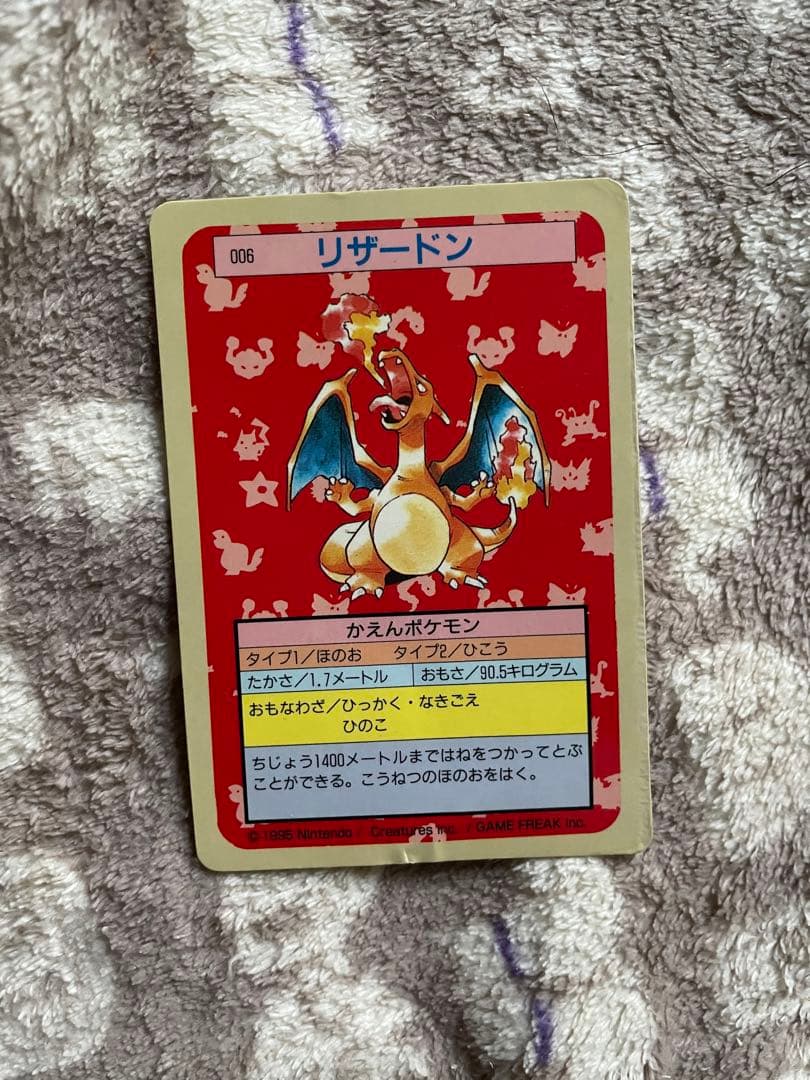 006 リザードン
かえんポケモン
タイプ1/ほのお タイプ2/ひこう
たかさ/1.7メートル おもさ/90.5キログラム
おもなわざ/ひっかく・なきごえ
ひのこ
ちじょう1400メートルまではねをつかってとぶ
ことができる。こうねつのほのおをはく。
© 1995 Nintendo / Creatures inc. / GAME FREAK inc.